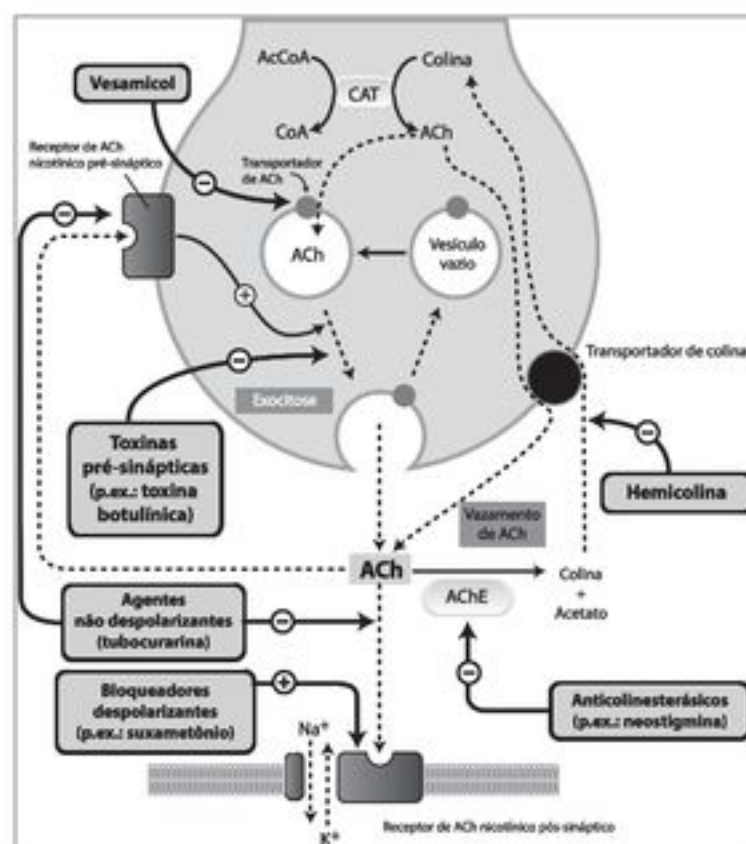 AcCoA
Colina
CAT
CoA
ACh
Vesamicol
Receptor de ACh
nicotínico pré-sináptico
Transportador
de ACh
ACh
Vesículo
vazio
Transportador de colina
Exocitose
Toxinas
pré-sinápticas
(p.ex.: toxina
botulínica)
Hemicolina
Vazamento
de ACh
ACh
AChE
Colina
+
Acetato
Agentes
não despolarizantes
(tubocurarina)
Bloqueadores
despolarizantes
(p.ex.: suxametônio)
Anticolinesterásicos
(p.ex.: neostigmina)
Na+
K+
Receptor de ACh nicotínico pós-sináptico